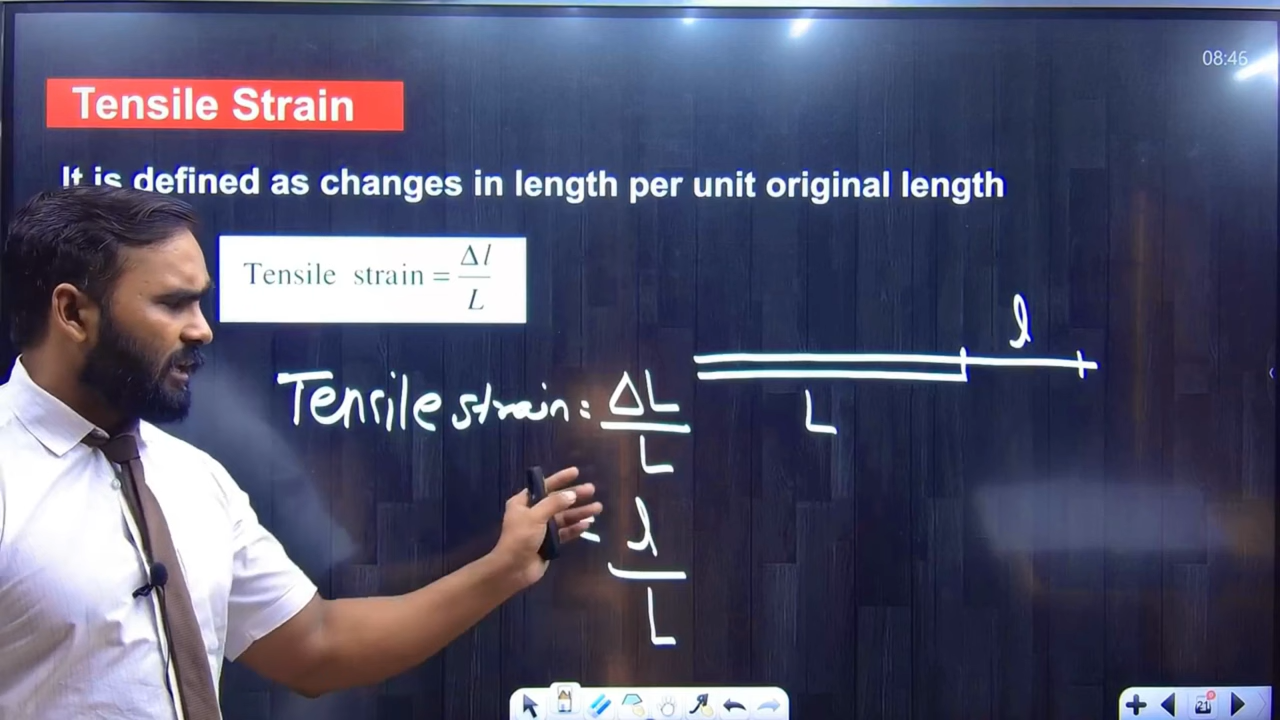 08:46
Tensile Strain
It is defined as changes in length per unit original length
Tensile strain = Δl/L
l
L
Tensile strain = ΔL/L
= l/L
21